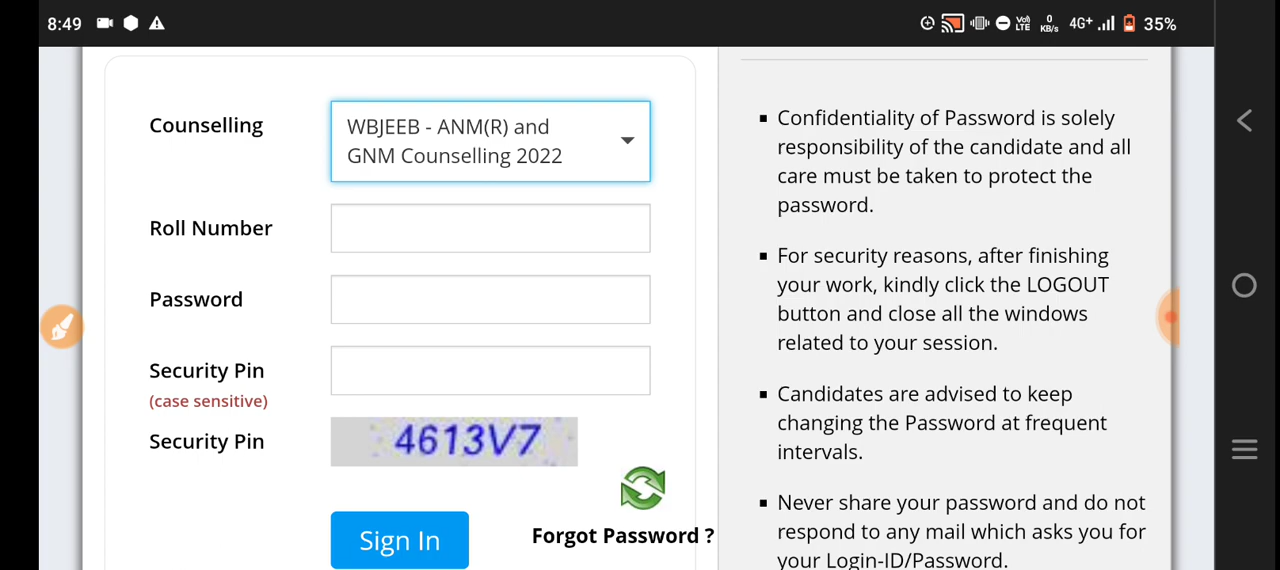 8:49
Vo)
LTE
0
KB/s
4G+
35%
Counselling
WBJEEB - ANM(R) and
GNM Counselling 2022
Roll Number
Password
Security Pin
(case sensitive)
Security Pin
4613V7
Forgot Password ?
Sign In
▪ Confidentiality of Password is solely
responsibility of the candidate and all
care must be taken to protect the
password.
▪ For security reasons, after finishing
your work, kindly click the LOGOUT
button and close all the windows
related to your session.
▪ Candidates are advised to keep
changing the Password at frequent
intervals.
▪ Never share your password and do not
respond to any mail which asks you for
your Login-ID/Password.